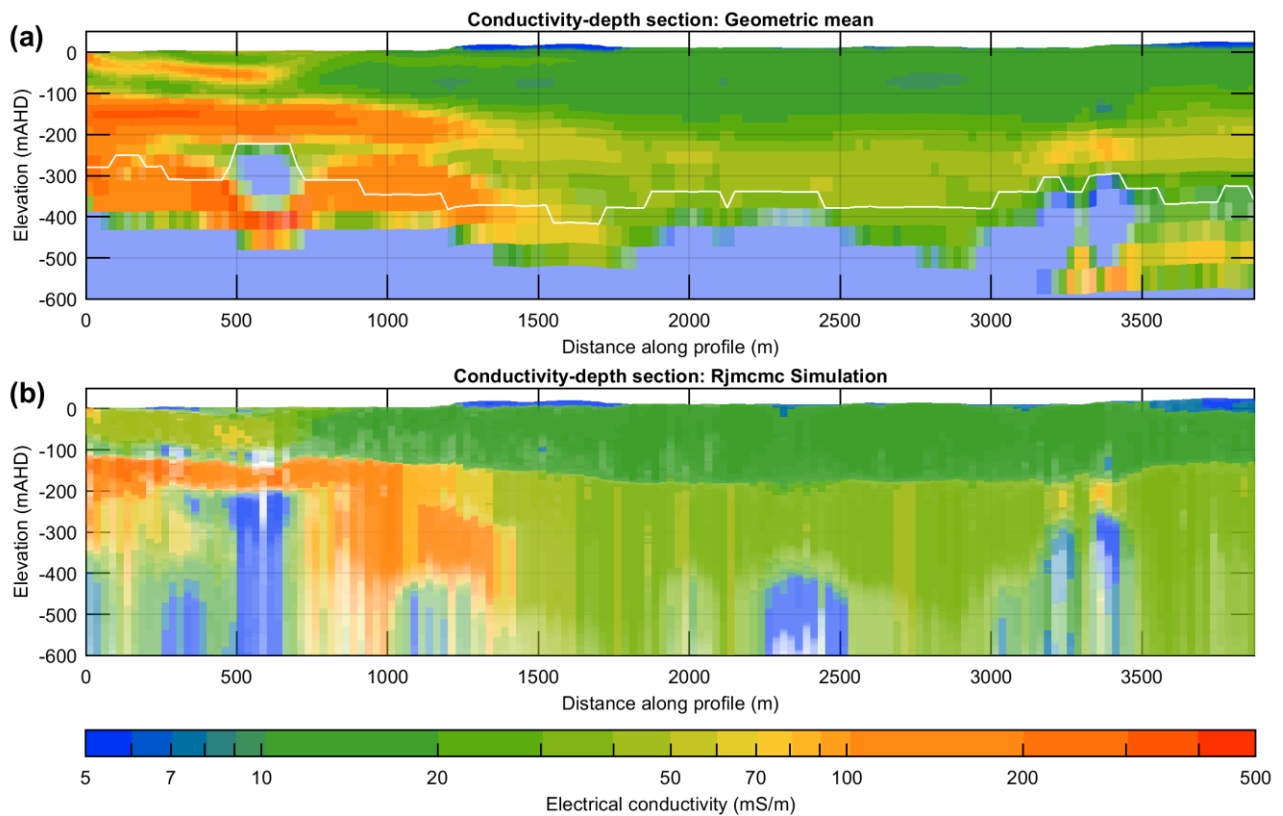 Conductivity-depth section: Geometric mean
(a)
Elevation (mAHD)
0
-100
-200
-300
-400
-500
-600
0 500 1000 1500 2000 2500 3000 3500
Distance along profile (m)
Conductivity-depth section: Rjmcmc Simulation
(b)
Elevation (mAHD)
0
-100
-200
-300
-400
-500
-600
0 500 1000 1500 2000 2500 3000 3500
Distance along profile (m)
5 7 10 20 50 70 100 200 500
Electrical conductivity (mS/m)